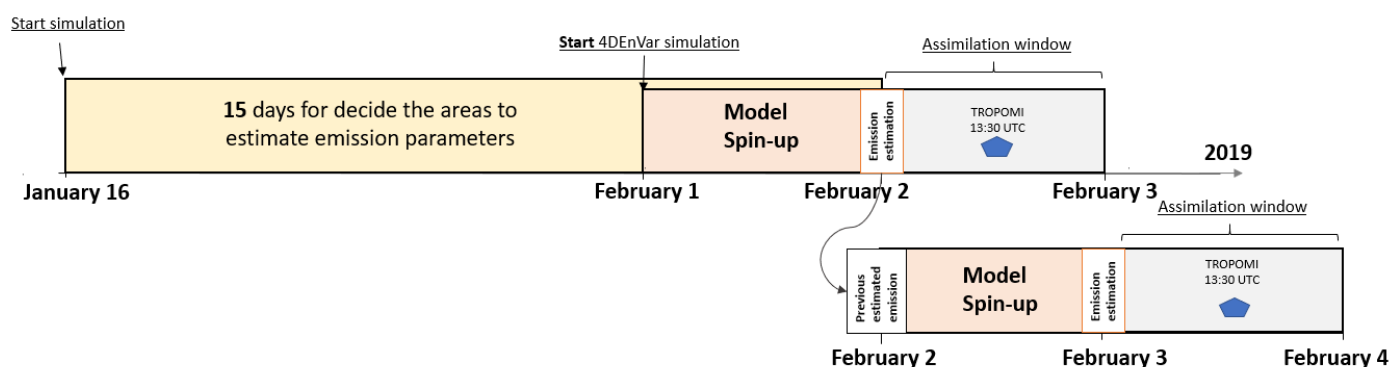 Start simulation
Start 4DEnVar simulation
Assimilation window
15 days for decide the areas to
estimate emission parameters
Model
Spin-up
Emission
estimation
TROPOMI
13:30 UTC
2019
January 16
February 1
February 2
February 3
Assimilation window
Previous
estimated
emission
Model
Spin-up
Emission
estimation
TROPOMI
13:30 UTC
February 2
February 3
February 4